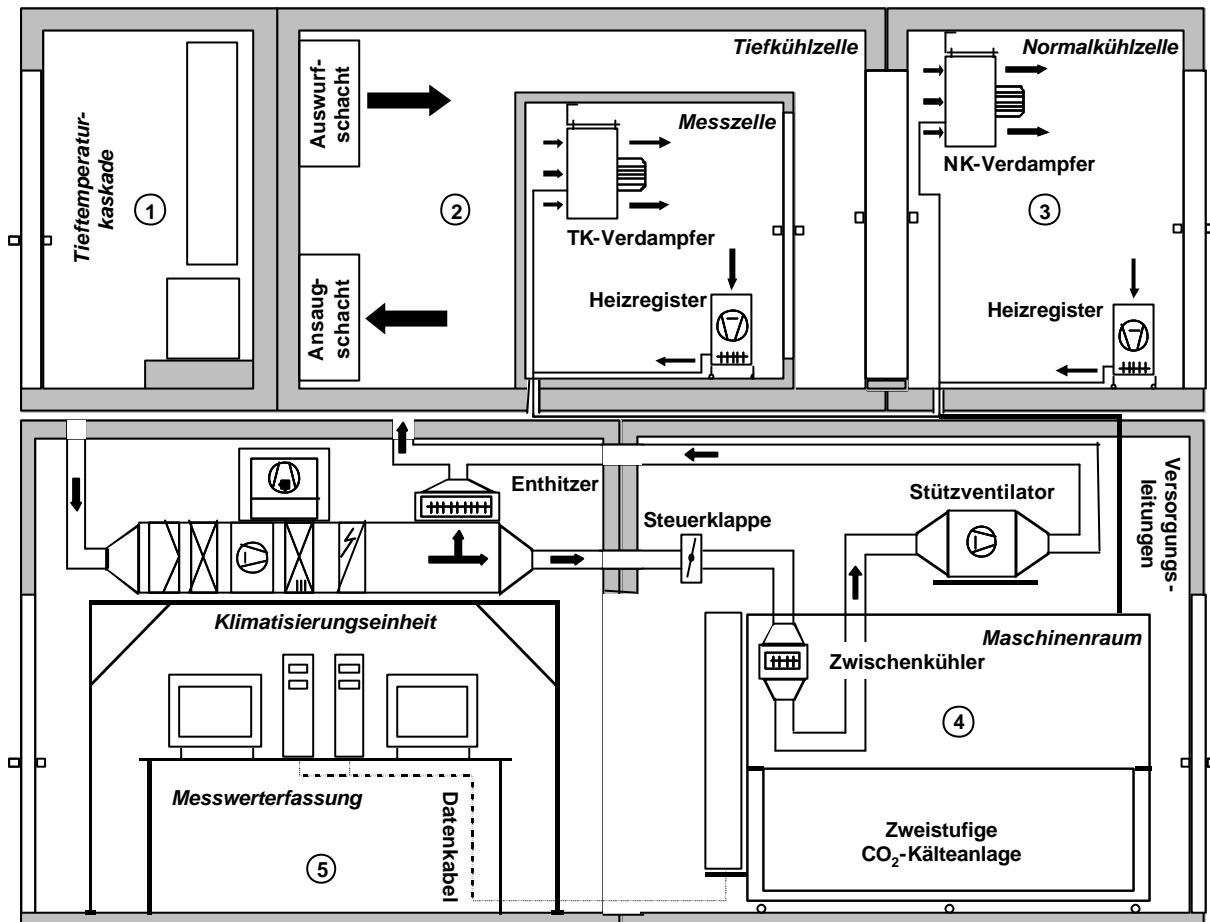 Tieftemperatur-
kaskade
1
Auswurf-
schacht
Ansaug-
schacht
2
Tiefkühlzelle
Messzelle
TK-Verdampfer
Heizregister
Normalkühlzelle
NK-Verdampfer
3
Heizregister
Enthitzer
Klimatisierungseinheit
Steuerklappe
Stützventilator
Versorgungs-
leitungen
Maschinenraum
Zwischenkühler
4
Messwerterfassung
Datenkabel
5
Zweistufige
CO₂-Kälteanlage